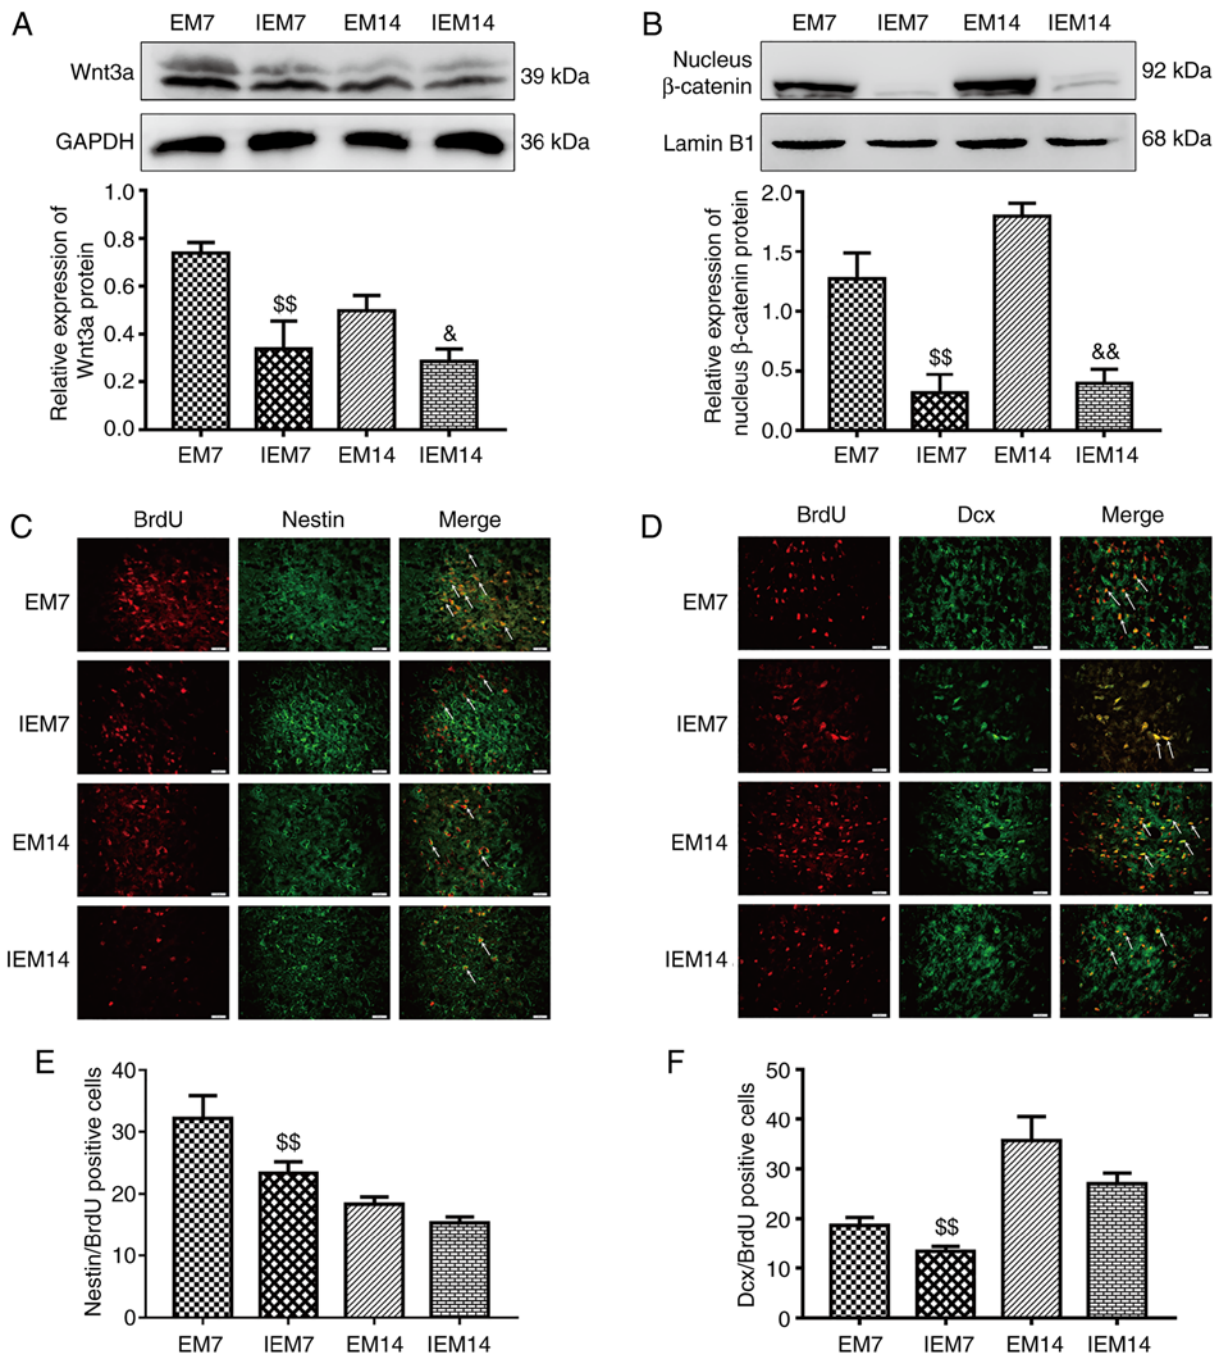 A
EM7 IEM7 EM14 IEM14
Wnt3a
39 kDa
GAPDH
36 kDa
Relative expression of
Wnt3a protein
1.0
0.8
0.6
0.4
0.2
0.0
$$
&
EM7 IEM7 EM14 IEM14
B
EM7 IEM7 EM14 IEM14
Nucleus
β-catenin
92 kDa
Lamin B1
68 kDa
Relative expression of
nucleus β-catenin protein
2.0
1.5
1.0
0.5
0.0
$$
&&
EM7 IEM7 EM14 IEM14
C
BrdU Nestin Merge
EM7
IEM7
EM14
IEM14
D
BrdU Dcx Merge
EM7
IEM7
EM14
IEM14
E
Nestin/BrdU positive cells
40
30
20
10
0
$$
EM7 IEM7 EM14 IEM14
F
Dcx/BrdU positive cells
50
40
30
20
10
0
$$
EM7 IEM7 EM14 IEM14